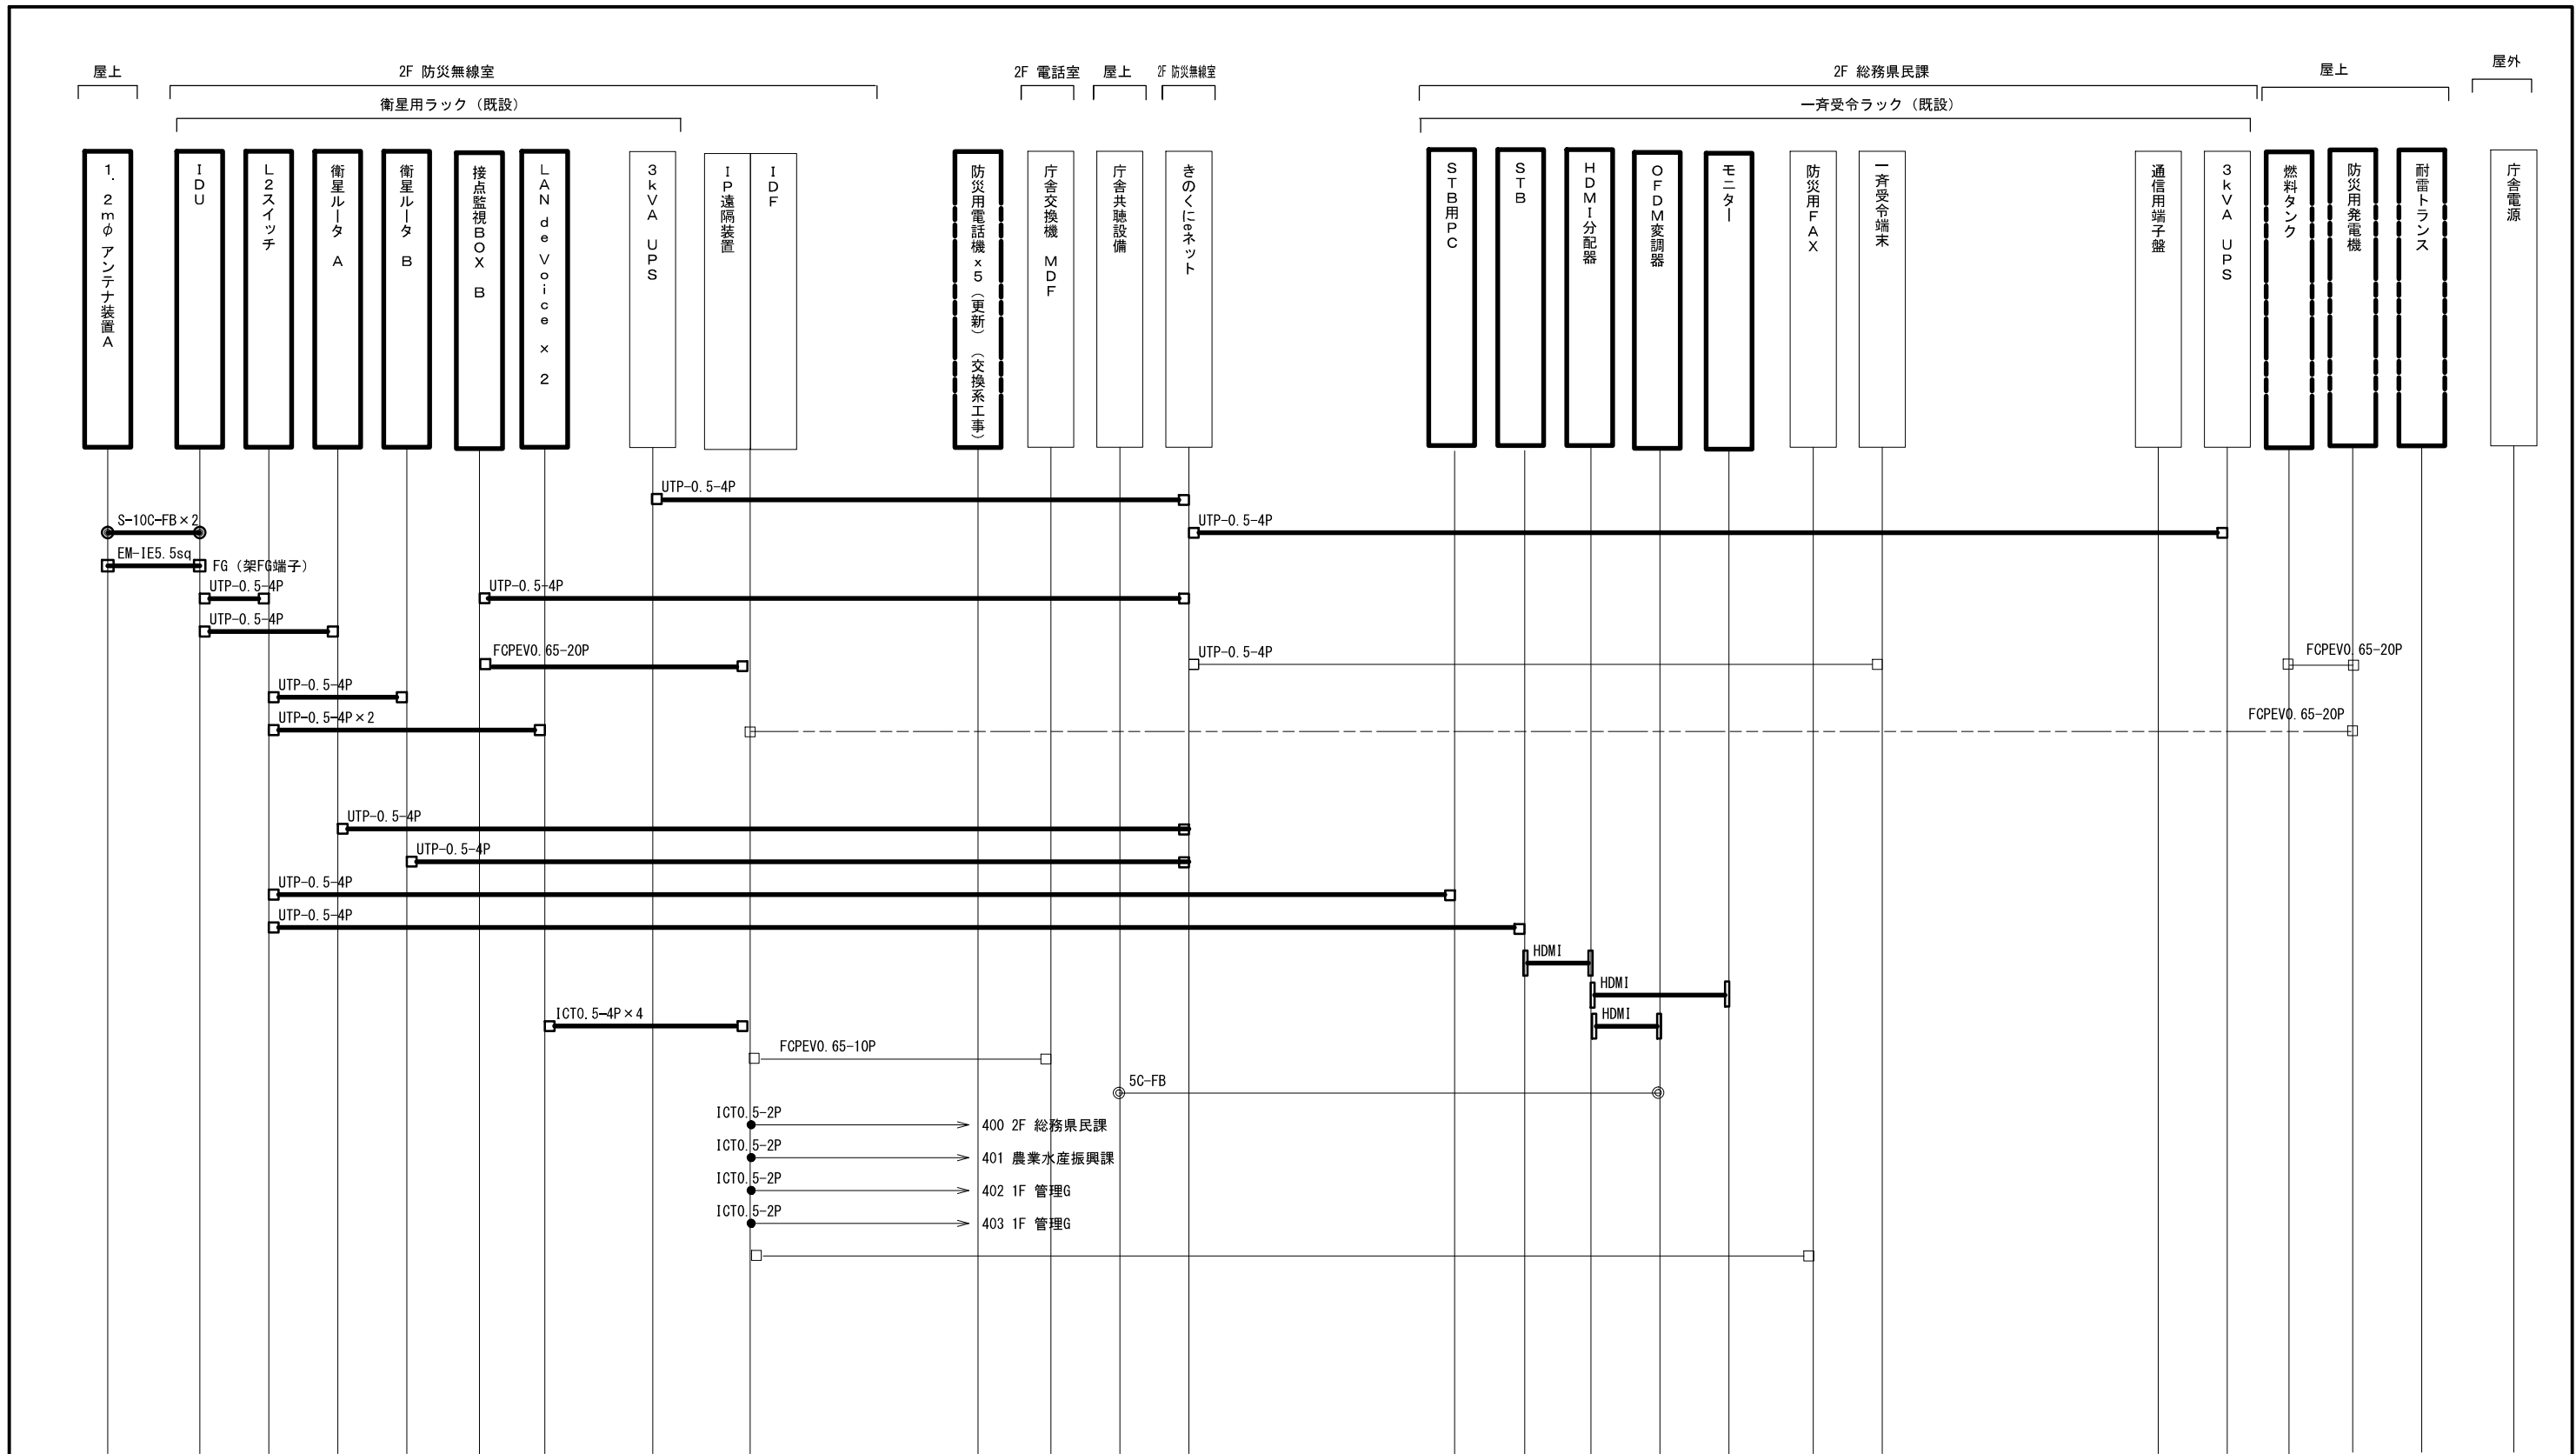 屋上
2F 防災無線室
2F 電話室
屋上
2F 防災無線室
2F 総務県民課
屋上
屋外
衛星用ラック（既設）
一斉受令ラック（既設）
1．2mφ アンテナ装置A
IDU
L2スイッチ
衛星ルータ A
衛星ルータ B
接点監視BOX B
LAN de Voice × 2
3kVA UPS
IP遠隔装置
IDF
防災用電話機×5（更新）（交換系工事）
庁舎交換機 MDF
庁舎共聴設備
きのくにeネット
STB用PC
STB
HDMI分配器
OFDM変調器
モニター
防災用FAX
一斉受令端末
通信用端子盤
3kVA UPS
燃料タンク
防災用発電機
耐雷トランス
庁舎電源
UTP-0.5-4P
S-10C-FB×2
UTP-0.5-4P
EM-IE5.5sq
FG（架FG端子）
UTP-0.5-4P
UTP-0.5-4P
UTP-0.5-4P
FCPEV0.65-20P
UTP-0.5-4P
FCPEV0.65-20P
UTP-0.5-4P
UTP-0.5-4P×2
FCPEV0.65-20P
UTP-0.5-4P
UTP-0.5-4P
UTP-0.5-4P
UTP-0.5-4P
HDMI
HDMI
ICT0.5-4P×4
HDMI
FCPEV0.65-10P
5C-FB
ICT0.5-2P
400 2F 総務県民課
ICT0.5-2P
401 農業水産振興課
ICT0.5-2P
402 1F 管理G
ICT0.5-2P
403 1F 管理G